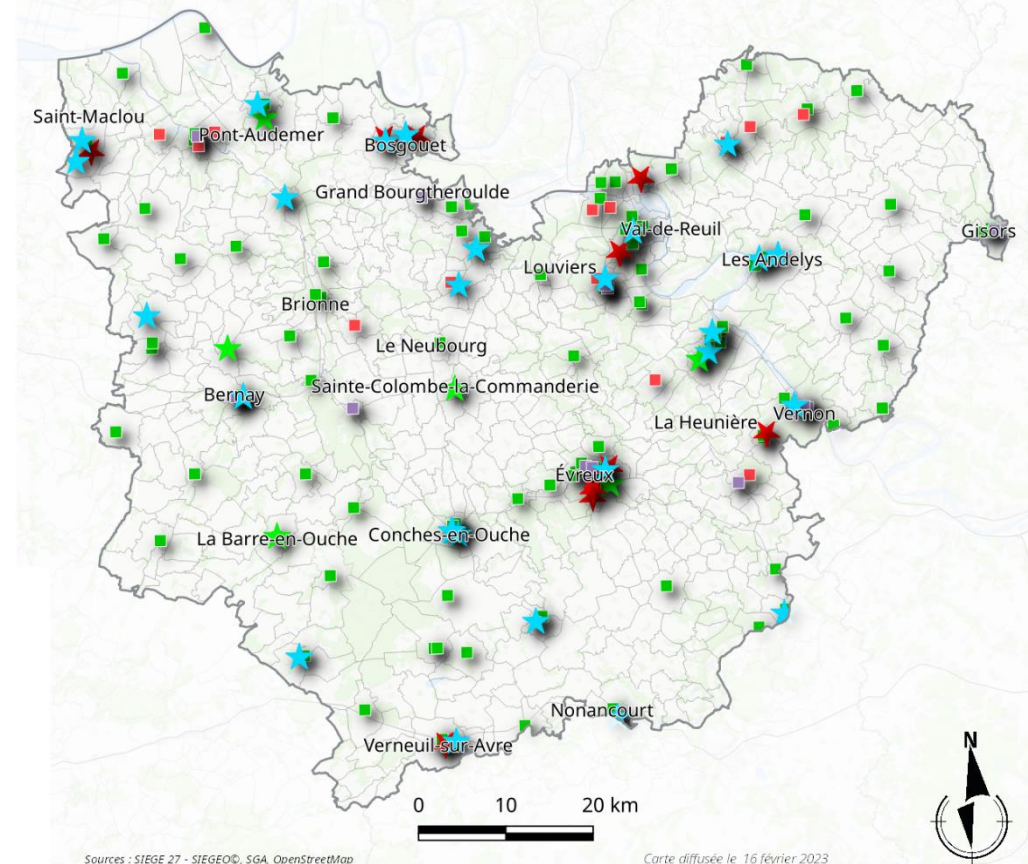 Saint-Maclou
Pont-Audemer
Bosgouet
Grand Bourgtheroulde
Val-de-Reuil
Gisors
Louviers
Les Andelys
Brionne
Le Neubourg
Bernay
Sainte-Colombe-la-Commanderie
La Heunière
Vernon
Évreux
La Barre-en-Ouche
Conches-en-Ouche
Nonancourt
Verneuil-sur-Avre
N
0 10 20 km
Sources : SIEGE 27 - SIEGEO©, SGA, OpenStreetMap
Carte diffusée le 16 février 2023